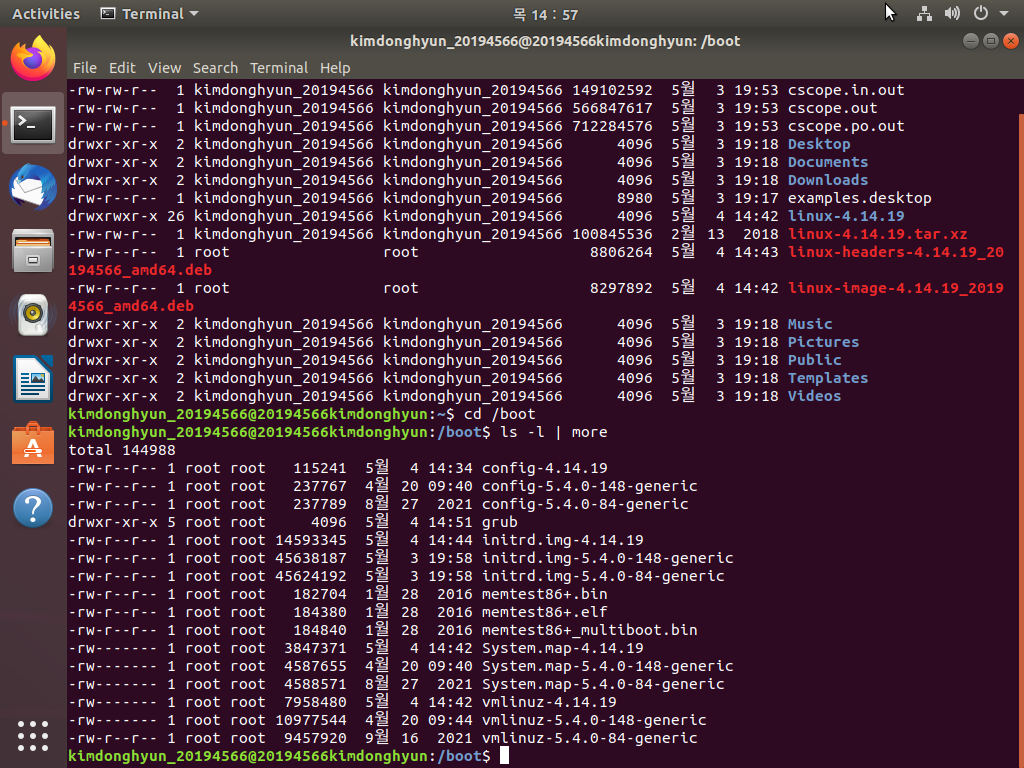 Activities Terminal 목 14 : 57
kimdonghyun_20194566@20194566kimdonghyun: /boot
File Edit View Search Terminal Help
-rw-rw-r--  1 kimdonghyun_20194566 kimdonghyun_20194566 149102592  5월  3 19:53 cscope.in.out
-rw-rw-r--  1 kimdonghyun_20194566 kimdonghyun_20194566 566847617  5월  3 19:53 cscope.out
-rw-rw-r--  1 kimdonghyun_20194566 kimdonghyun_20194566 712284576  5월  3 19:53 cscope.po.out
drwxr-xr-x  2 kimdonghyun_20194566 kimdonghyun_20194566      4096  5월  3 19:18 Desktop
drwxr-xr-x  2 kimdonghyun_20194566 kimdonghyun_20194566      4096  5월  3 19:18 Documents
drwxr-xr-x  2 kimdonghyun_20194566 kimdonghyun_20194566      4096  5월  3 19:18 Downloads
-rw-r--r--  1 kimdonghyun_20194566 kimdonghyun_20194566      8980  5월  3 19:17 examples.desktop
drwxrwxr-x 26 kimdonghyun_20194566 kimdonghyun_20194566      4096  5월  4 14:42 linux-4.14.19
-rw-rw-r--  1 kimdonghyun_20194566 kimdonghyun_20194566 100845536  2월 13  2018 linux-4.14.19.tar.xz
-rw-r--r--  1 root                 root                   8806264  5월  4 14:43 linux-headers-4.14.19_20
194566_amd64.deb
-rw-r--r--  1 root                 root                   8297892  5월  4 14:42 linux-image-4.14.19_2019
4566_amd64.deb
drwxr-xr-x  2 kimdonghyun_20194566 kimdonghyun_20194566      4096  5월  3 19:18 Music
drwxr-xr-x  2 kimdonghyun_20194566 kimdonghyun_20194566      4096  5월  3 19:18 Pictures
drwxr-xr-x  2 kimdonghyun_20194566 kimdonghyun_20194566      4096  5월  3 19:18 Public
drwxr-xr-x  2 kimdonghyun_20194566 kimdonghyun_20194566      4096  5월  3 19:18 Templates
drwxr-xr-x  2 kimdonghyun_20194566 kimdonghyun_20194566      4096  5월  3 19:18 Videos
kimdonghyun_20194566@20194566kimdonghyun:~$ cd /boot
kimdonghyun_20194566@20194566kimdonghyun:/boot$ ls -l | more
total 144988
-rw-r--r-- 1 root root   115241  5월  4 14:34 config-4.14.19
-rw-r--r-- 1 root root   237767  4월 20 09:40 config-5.4.0-148-generic
-rw-r--r-- 1 root root   237789  8월 27  2021 config-5.4.0-84-generic
drwxr-xr-x 5 root root     4096  5월  4 14:51 grub
-rw-r--r-- 1 root root 14593345  5월  4 14:44 initrd.img-4.14.19
-rw-r--r-- 1 root root 45638187  5월  3 19:58 initrd.img-5.4.0-148-generic
-rw-r--r-- 1 root root 45624192  5월  3 19:58 initrd.img-5.4.0-84-generic
-rw-r--r-- 1 root root   182704  1월 28  2016 memtest86+.bin
-rw-r--r-- 1 root root   184380  1월 28  2016 memtest86+.elf
-rw-r--r-- 1 root root   184840  1월 28  2016 memtest86+_multiboot.bin
-rw------- 1 root root  3847371  5월  4 14:42 System.map-4.14.19
-rw------- 1 root root  4587655  4월 20 09:40 System.map-5.4.0-148-generic
-rw------- 1 root root  4588571  8월 27  2021 System.map-5.4.0-84-generic
-rw------- 1 root root  7958480  5월  4 14:42 vmlinuz-4.14.19
-rw------- 1 root root 10977544  4월 20 09:44 vmlinuz-5.4.0-148-generic
-rw------- 1 root root  9457920  9월 16  2021 vmlinuz-5.4.0-84-generic
kimdonghyun_20194566@20194566kimdonghyun:/boot$